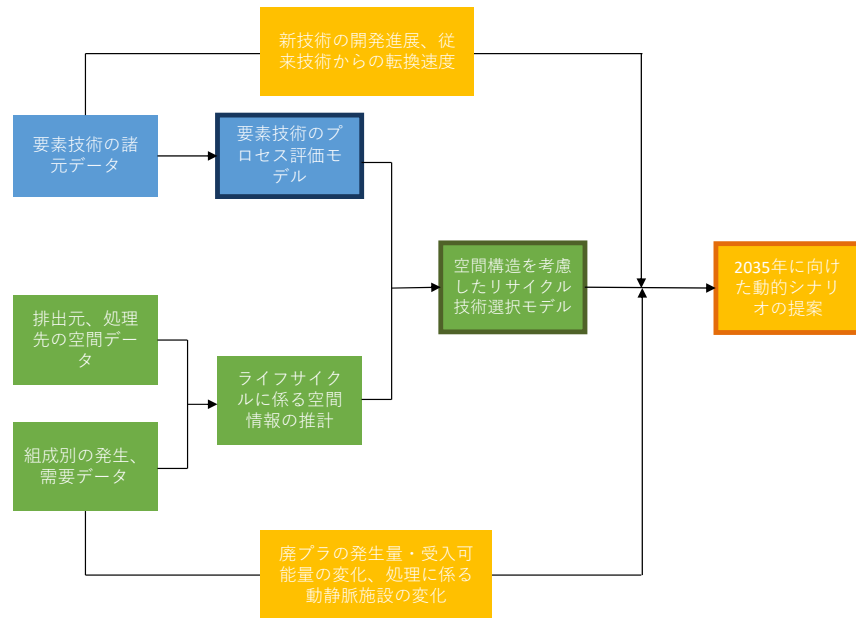 新技術の開発進展、従
来技術からの転換速度
要素技術の諸
元データ
要素技術のプ
ロセス評価モ
デル
空間構造を考慮
したリサイクル
技術選択モデル
2035年に向け
た動的シナリ
オの提案
排出元、処理
先の空間デー
タ
ライフサイク
ルに係る空間
情報の推計
組成別の発生、
需要データ
廃プラの発生量・受入可
能量の変化、処理に係る
動静脈施設の変化